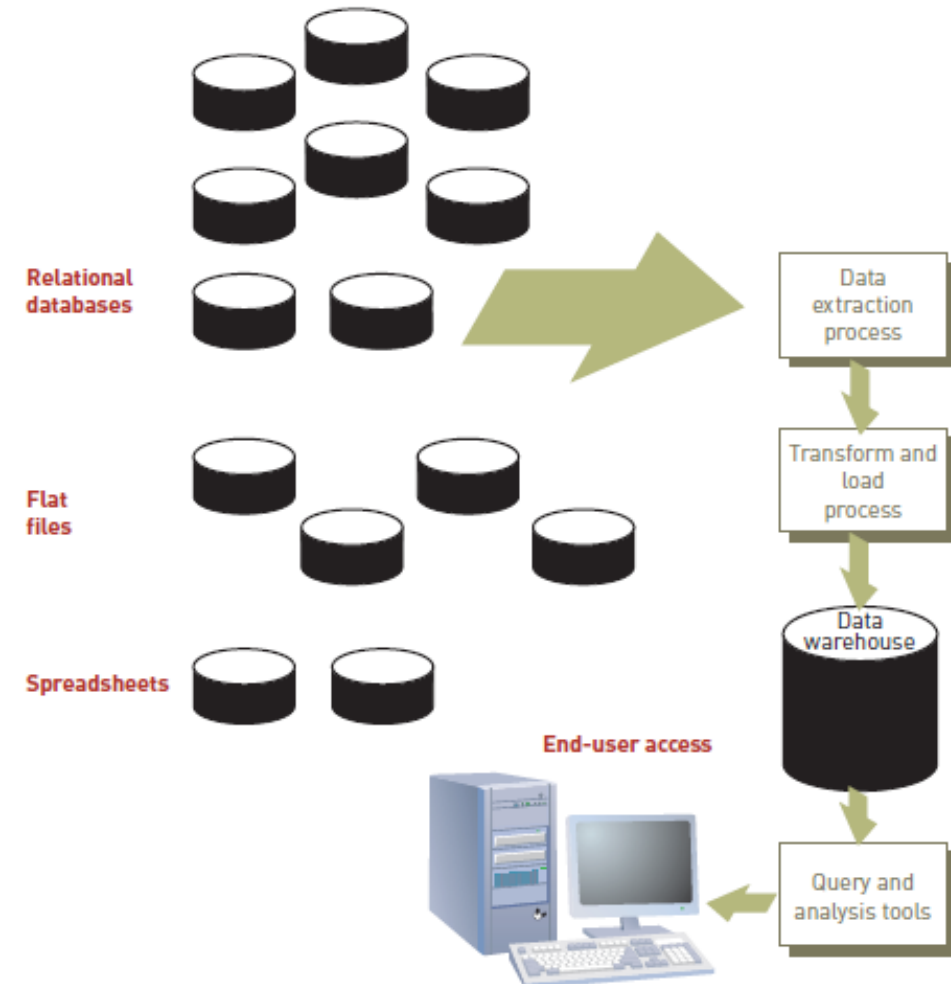 Relational
databases
Data
extraction
process
Transform and
load
process
Flat
files
Data
warehouse
Spreadsheets
End-user access
Query and
analysis tools